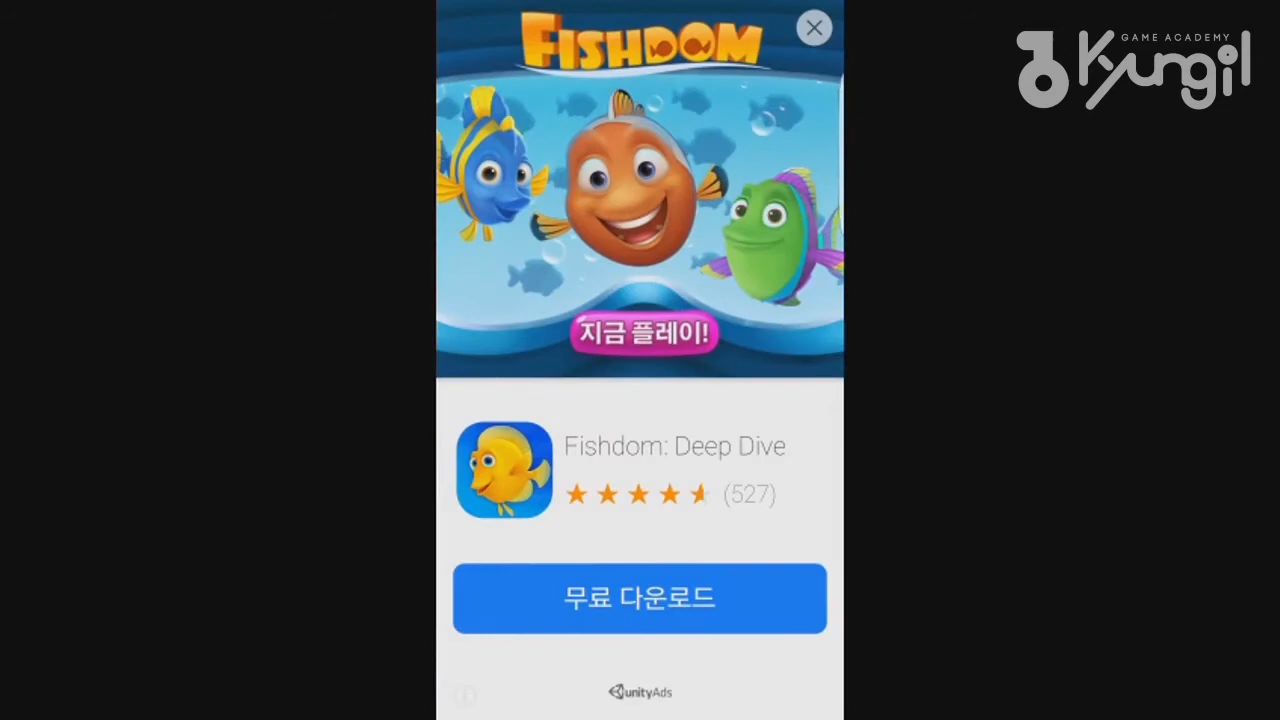 FISHDOM
GAME ACADEMY
Kyungil
지금 플레이!
Fishdom: Deep Dive
(527)
무료 다운로드
unityAds